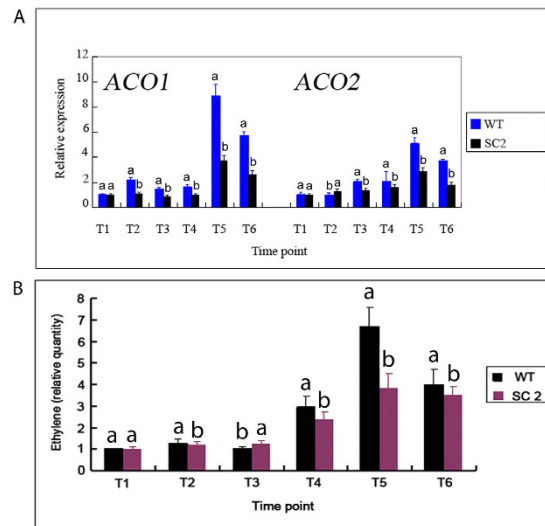 A
ACO1
ACO2
Relative expression
12
10
8
6
4
2
0
a a a b a b a b a b a b
a a b a a b a b a b a b
T1 T2 T3 T4 T5 T6 T1 T2 T3 T4 T5 T6
Time point
WT
SC2
B
Ethylene (relative quantity)
8
7
6
5
4
3
2
1
0
a a a b b a a b a b a b
T1 T2 T3 T4 T5 T6
Time point
WT
SC 2